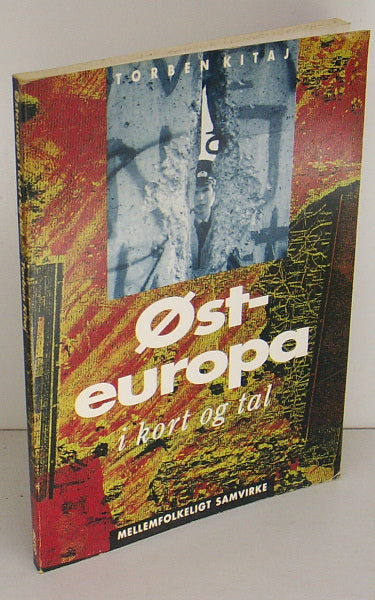 TORBEN KITAJ
Øst-
europa
i kort og tal
MELLEMFOLKELIGT SAMVIRKE